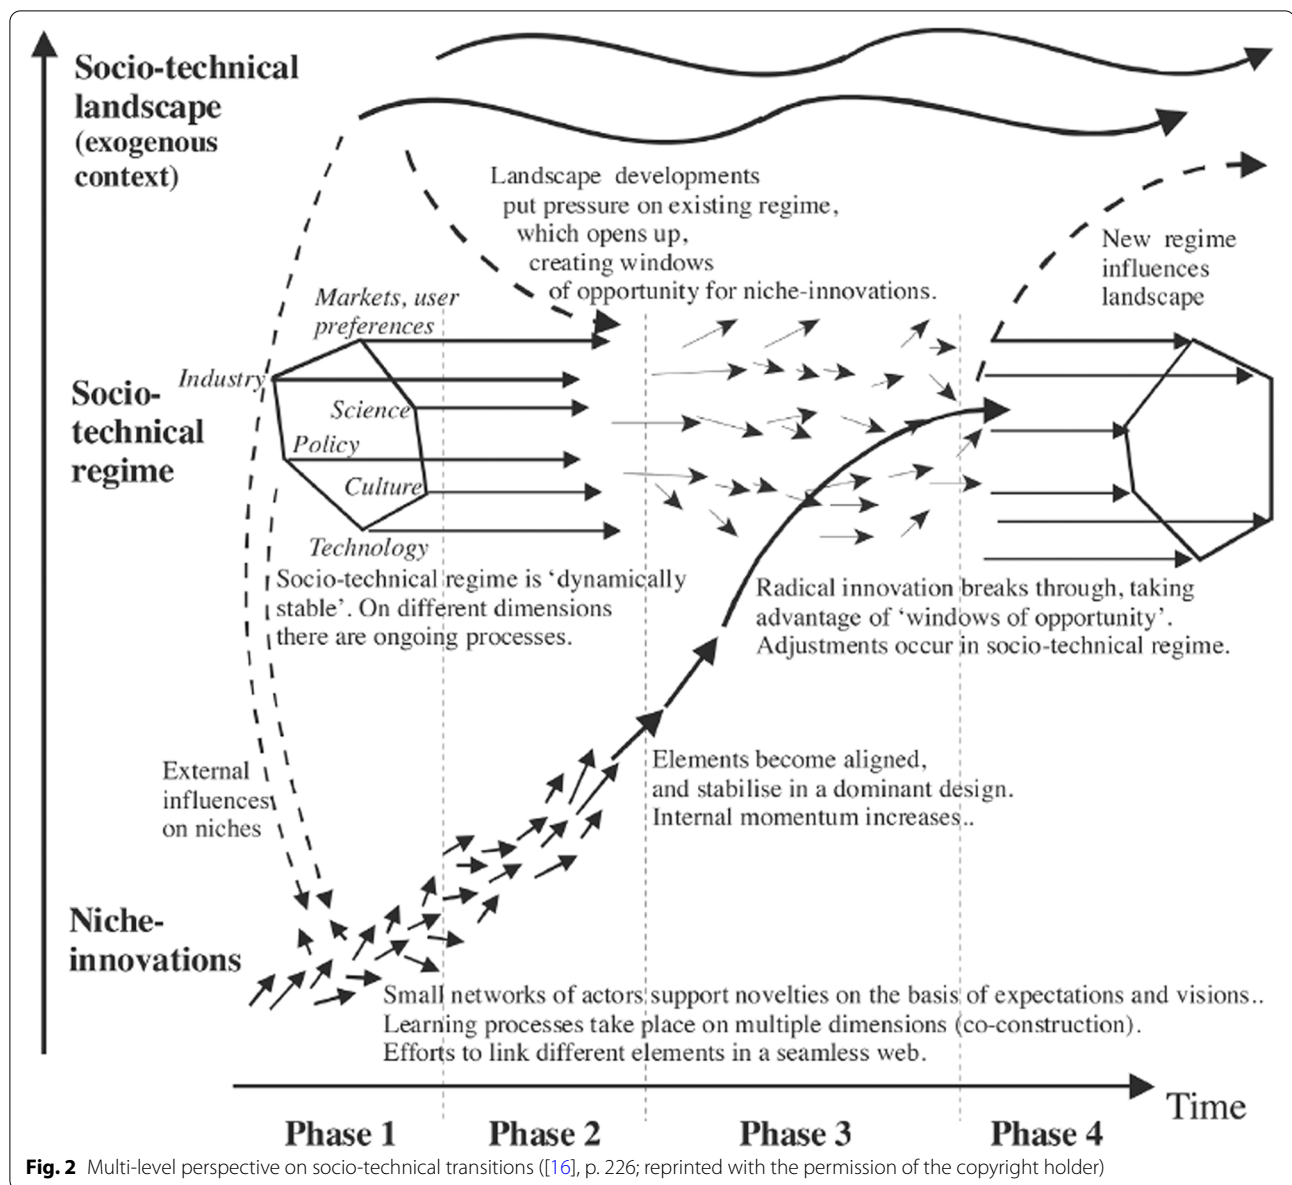 Socio-technical
landscape
(exogenous
context)
Landscape developments
put pressure on existing regime,
which opens up,
creating windows
of opportunity for niche-innovations.
New regime
influences
landscape
Markets, user
preferences
Industry
Science
Policy
Culture
Technology
Socio-
technical
regime
Socio-technical regime is ‘dynamically
stable’. On different dimensions
there are ongoing processes.
Radical innovation breaks through, taking
advantage of ‘windows of opportunity’.
Adjustments occur in socio-technical regime.
External
influences
on niches
Elements become aligned,
and stabilise in a dominant design.
Internal momentum increases..
Niche-
innovations
Small networks of actors support novelties on the basis of expectations and visions..
Learning processes take place on multiple dimensions (co-construction).
Efforts to link different elements in a seamless web.
Time
Phase 1 Phase 2 Phase 3 Phase 4
Fig. 2 Multi-level perspective on socio-technical transitions ([16], p. 226; reprinted with the permission of the copyright holder)